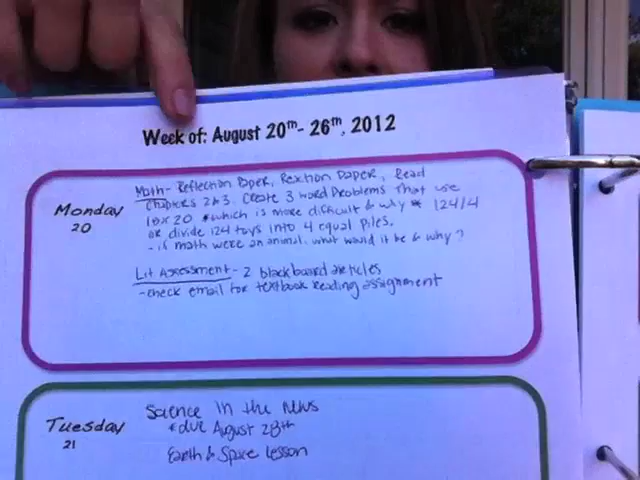 Week of: August 20th- 26th, 2012
Monday
20
Math- Reflection Paper, Reaction Paper, Read
Chapters 2&3. Create 3 word problems that use
10x20 *which is more difficult & why * 124/4
or divide 124 toys into 4 equal piles.
- if math were an animal, what would it be & why?
Lit Assessment - 2 blackboard articles
-check email for textbook reading assignment
Tuesday
21
Science in the News
*due August 28th
Earth & Space Lesson